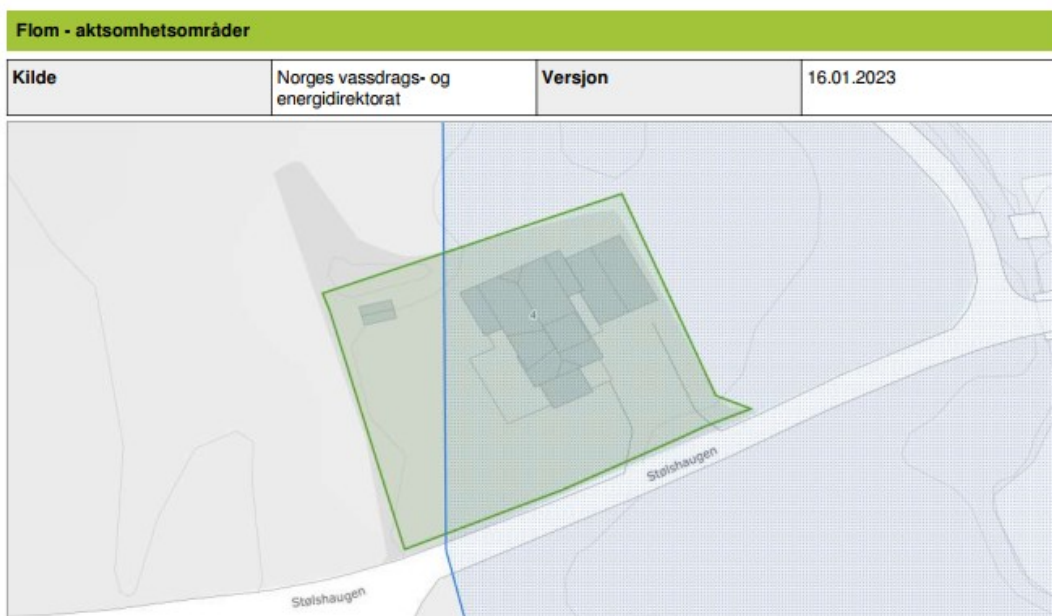 Flom - aktsomhetsområder
Kilde
Norges vassdrags- og
energidirektorat
Versjon
16.01.2023
4
Stølshaugen
Stølshaugen